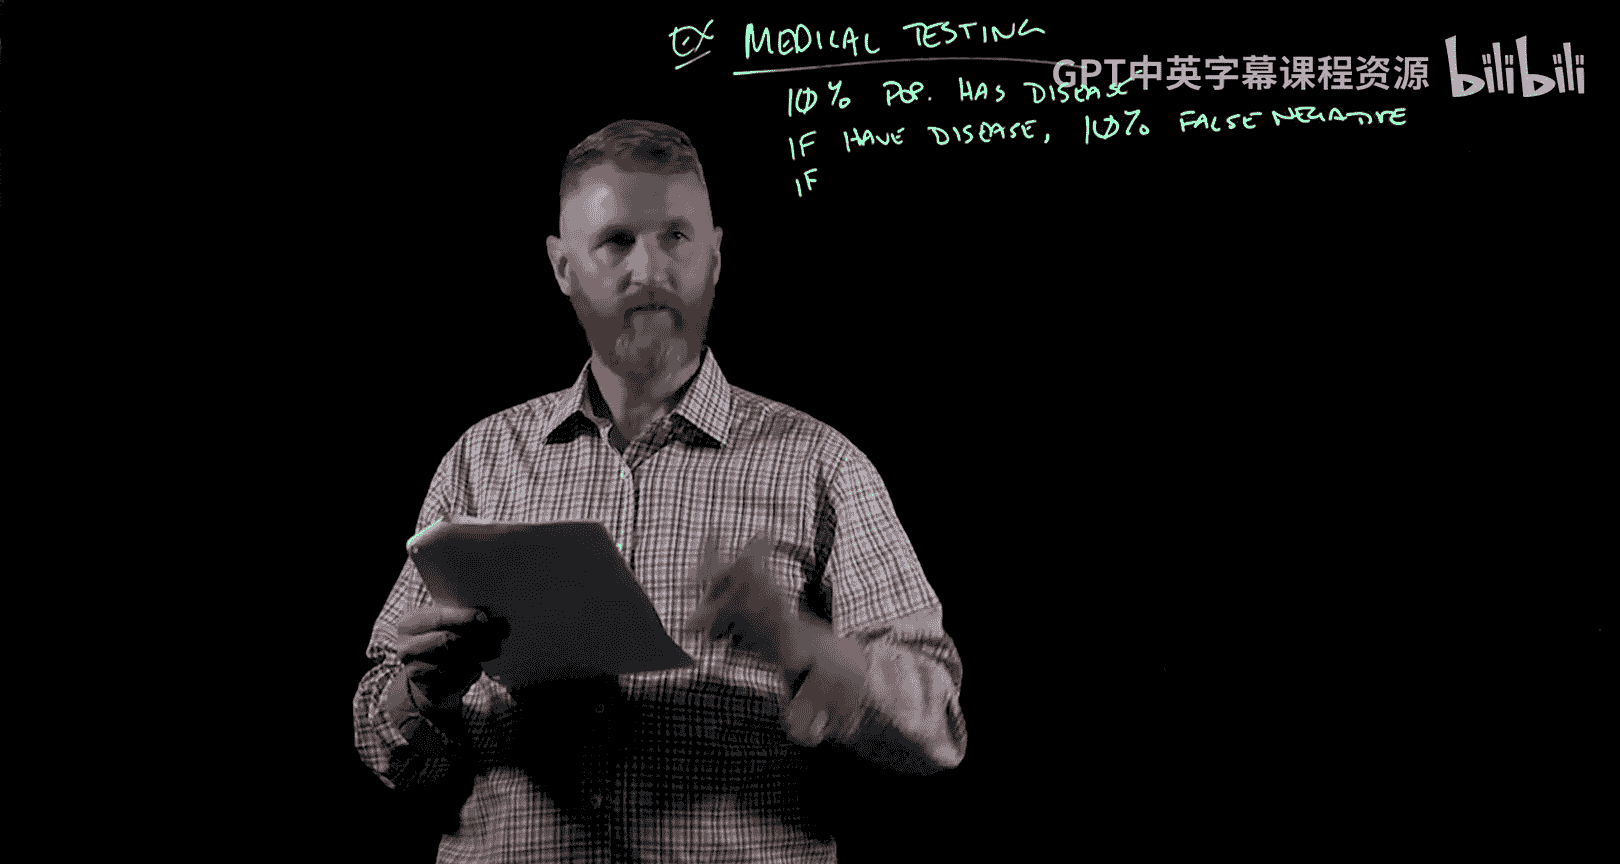 EX MEDICAL TESTING
GPT中英字幕课程资源 bilibili
10% POP. HAS DISEASE
IF HAVE DISEASE, 10% FALSE NEGATIVE
IF